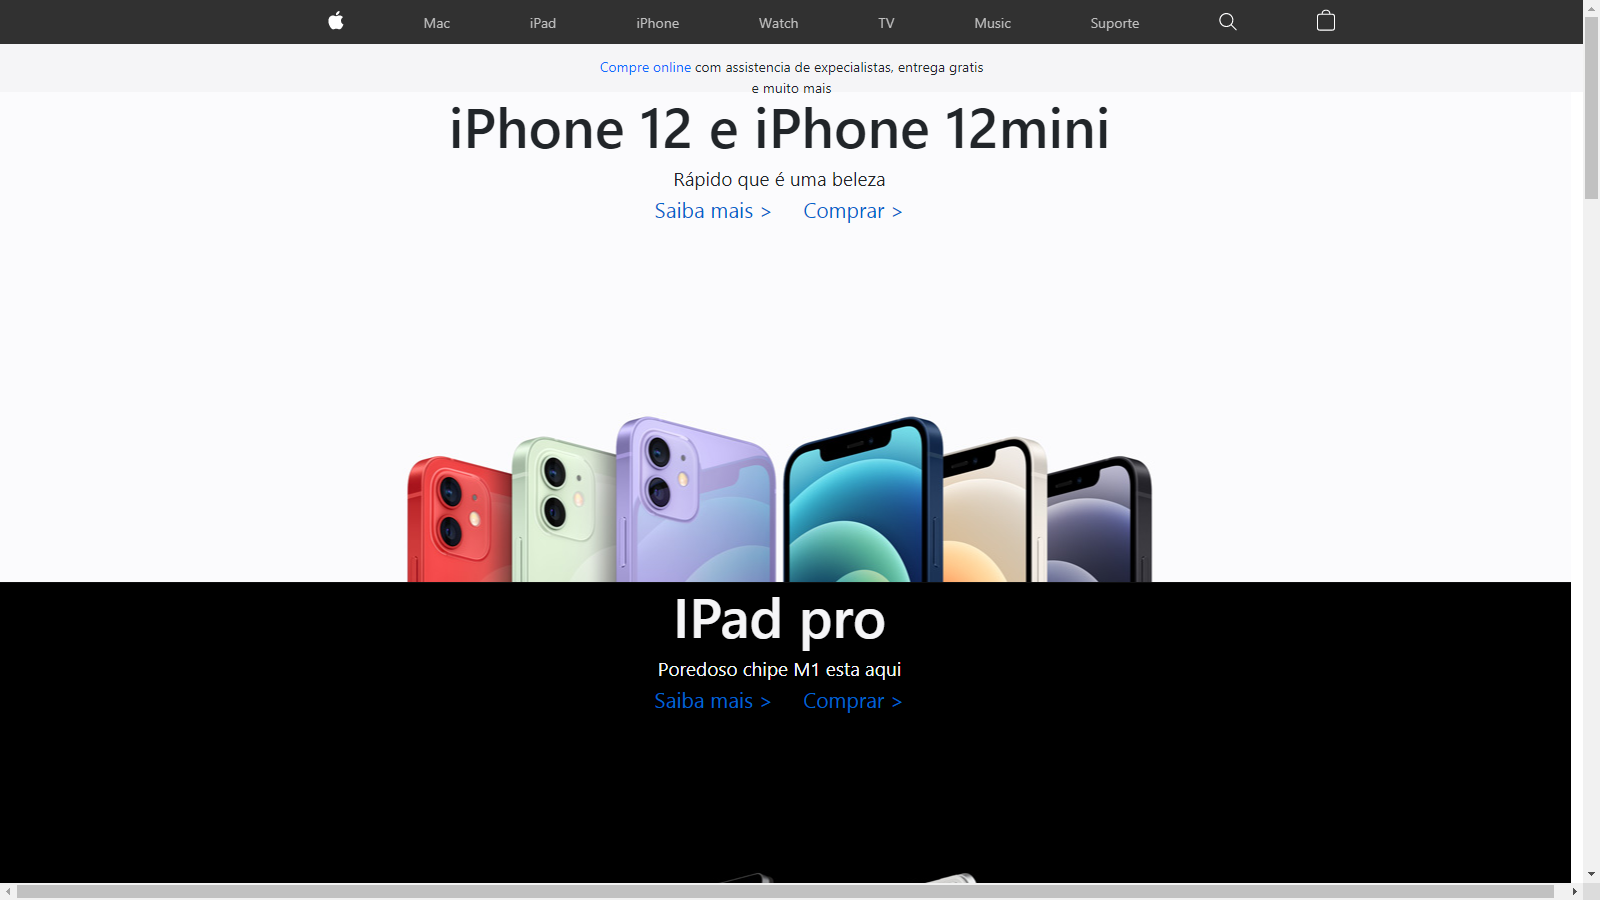 Mac iPad iPhone Watch TV Music Suporte
Compre online com assistencia de expecialistas, entrega gratis
e muito mais
iPhone 12 e iPhone 12mini
Rápido que é uma beleza
Saiba mais > Comprar >
IPad pro
Poredoso chipe M1 esta aqui
Saiba mais > Comprar >